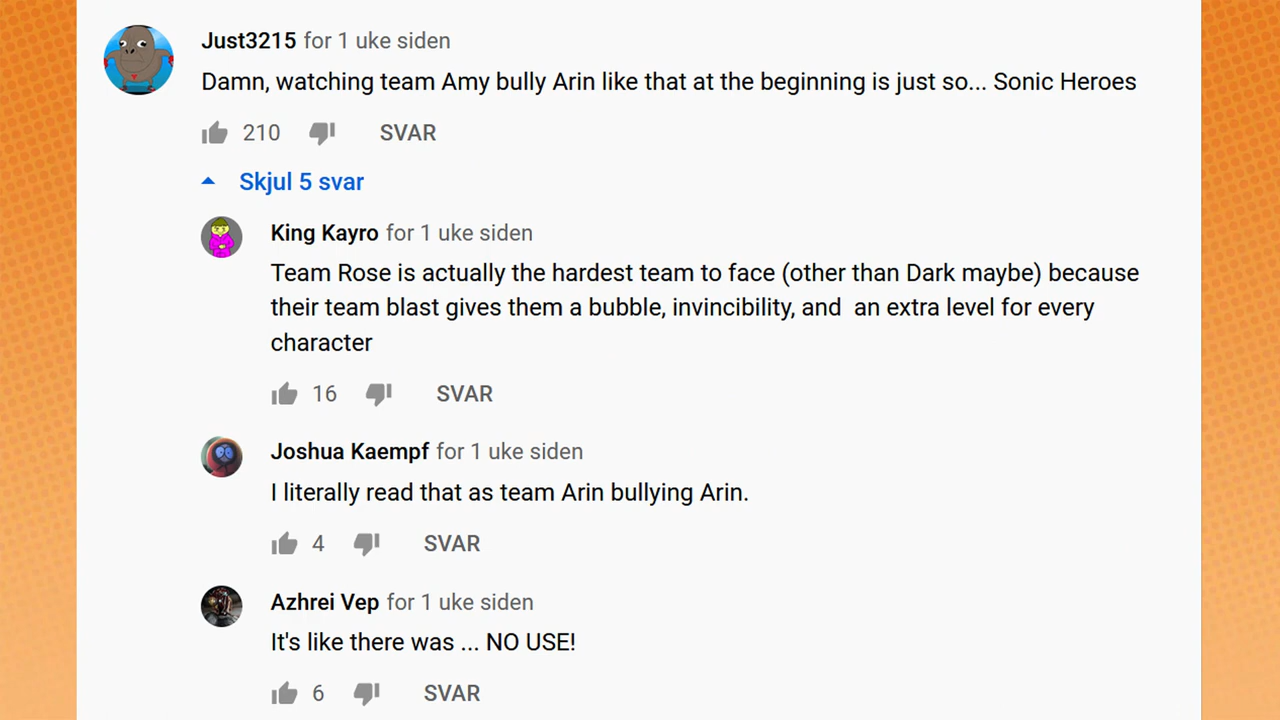 Just3215 for 1 uke siden
Damn, watching team Amy bully Arin like that at the beginning is just so... Sonic Heroes
210 SVAR
Skjul 5 svar
King Kayro for 1 uke siden
Team Rose is actually the hardest team to face (other than Dark maybe) because
their team blast gives them a bubble, invincibility, and  an extra level for every
character
16 SVAR
Joshua Kaempf for 1 uke siden
I literally read that as team Arin bullying Arin.
4 SVAR
Azhrei Vep for 1 uke siden
It's like there was ... NO USE!
6 SVAR